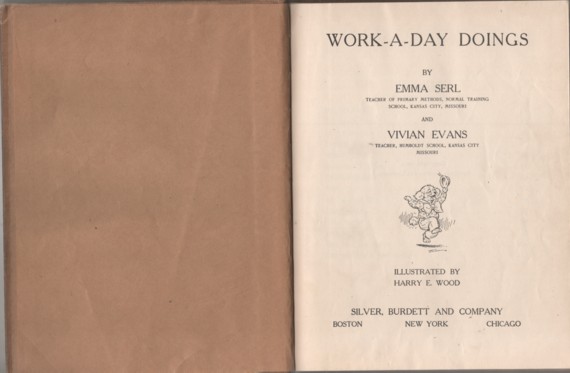 WORK-A-DAY DOINGS
BY
EMMA SERL
TEACHER OF PRIMARY METHODS, NORMAL TRAINING
SCHOOL, KANSAS CITY, MISSOURI
AND
VIVIAN EVANS
TEACHER, HUMBOLDT SCHOOL, KANSAS CITY
MISSOURI
ILLUSTRATED BY
HARRY E. WOOD
SILVER, BURDETT AND COMPANY
BOSTON NEW YORK CHICAGO